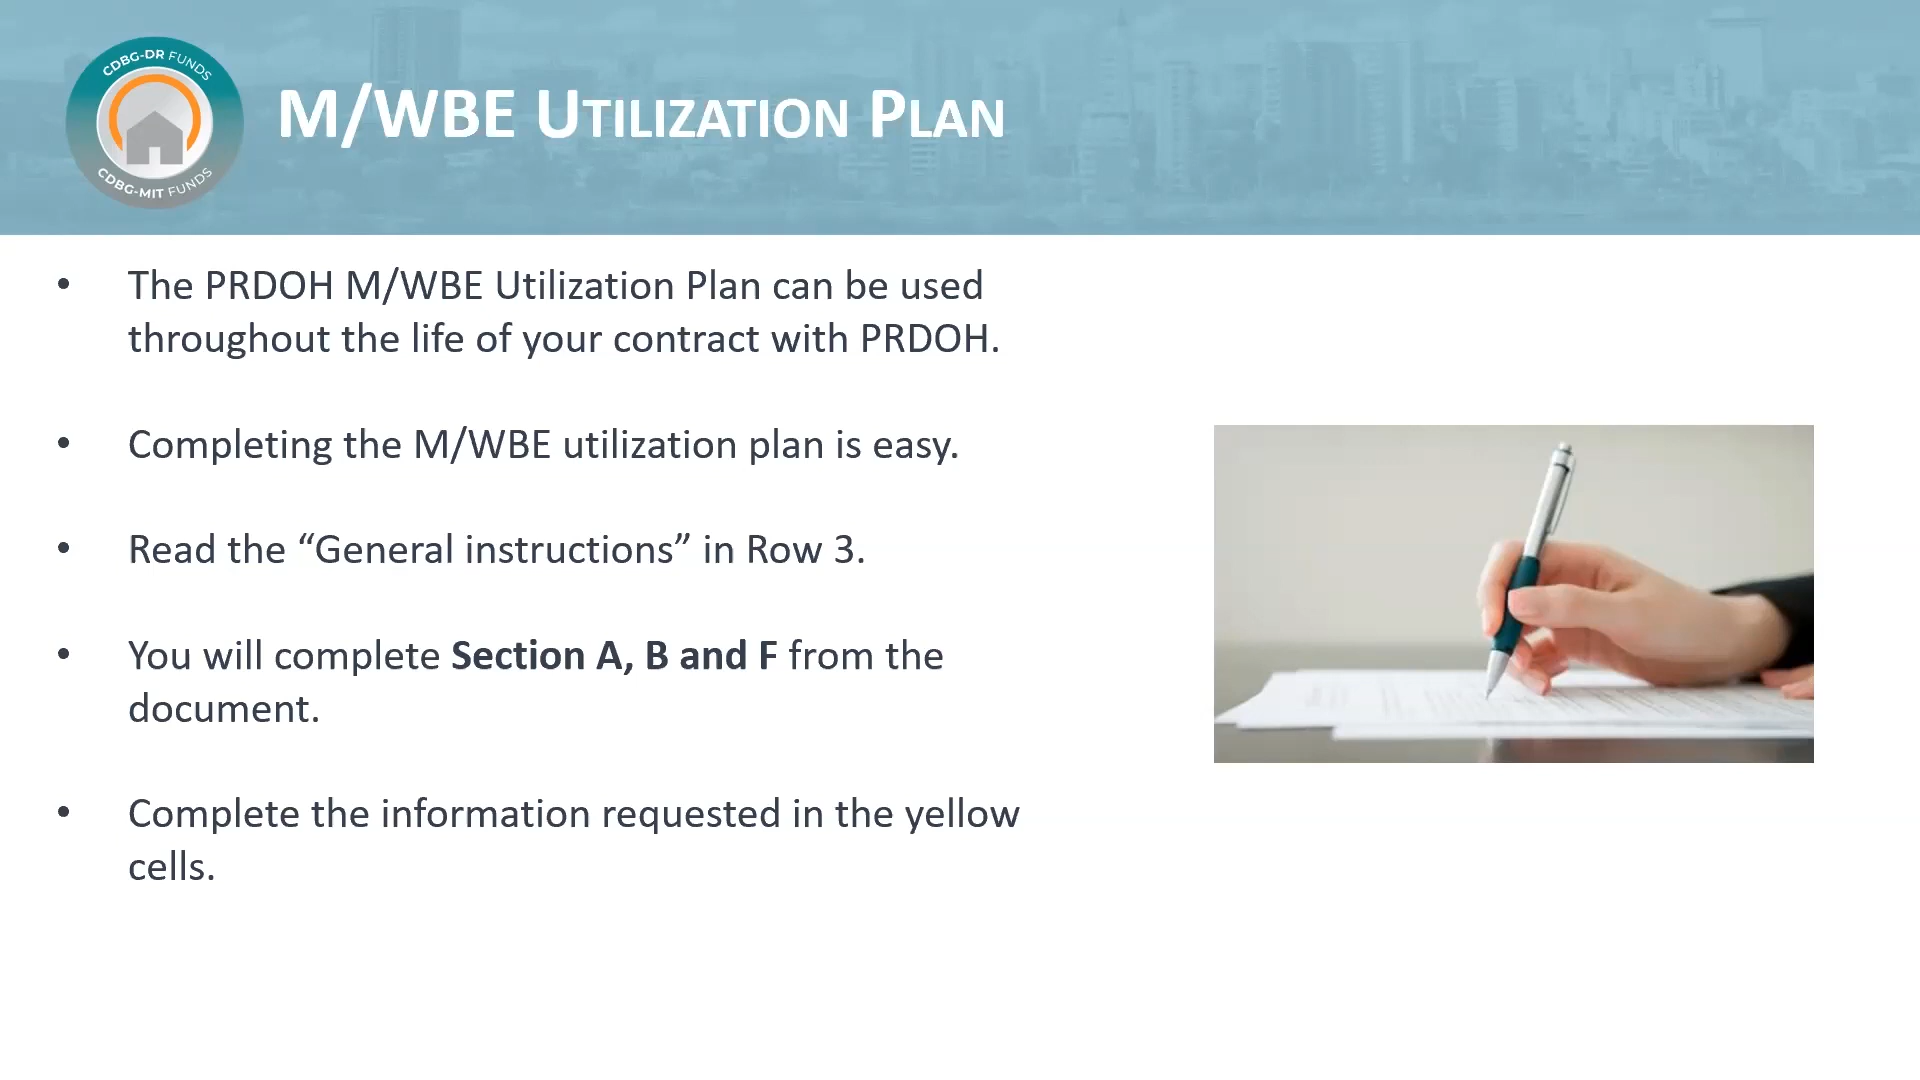 CDBG-DR FUNDS
CDBG-MIT FUNDS
M/WBE UTILIZATION PLAN
• The PRDOH M/WBE Utilization Plan can be used
throughout the life of your contract with PRDOH.
• Completing the M/WBE utilization plan is easy.
• Read the “General instructions” in Row 3.
• You will complete Section A, B and F from the
document.
• Complete the information requested in the yellow
cells.